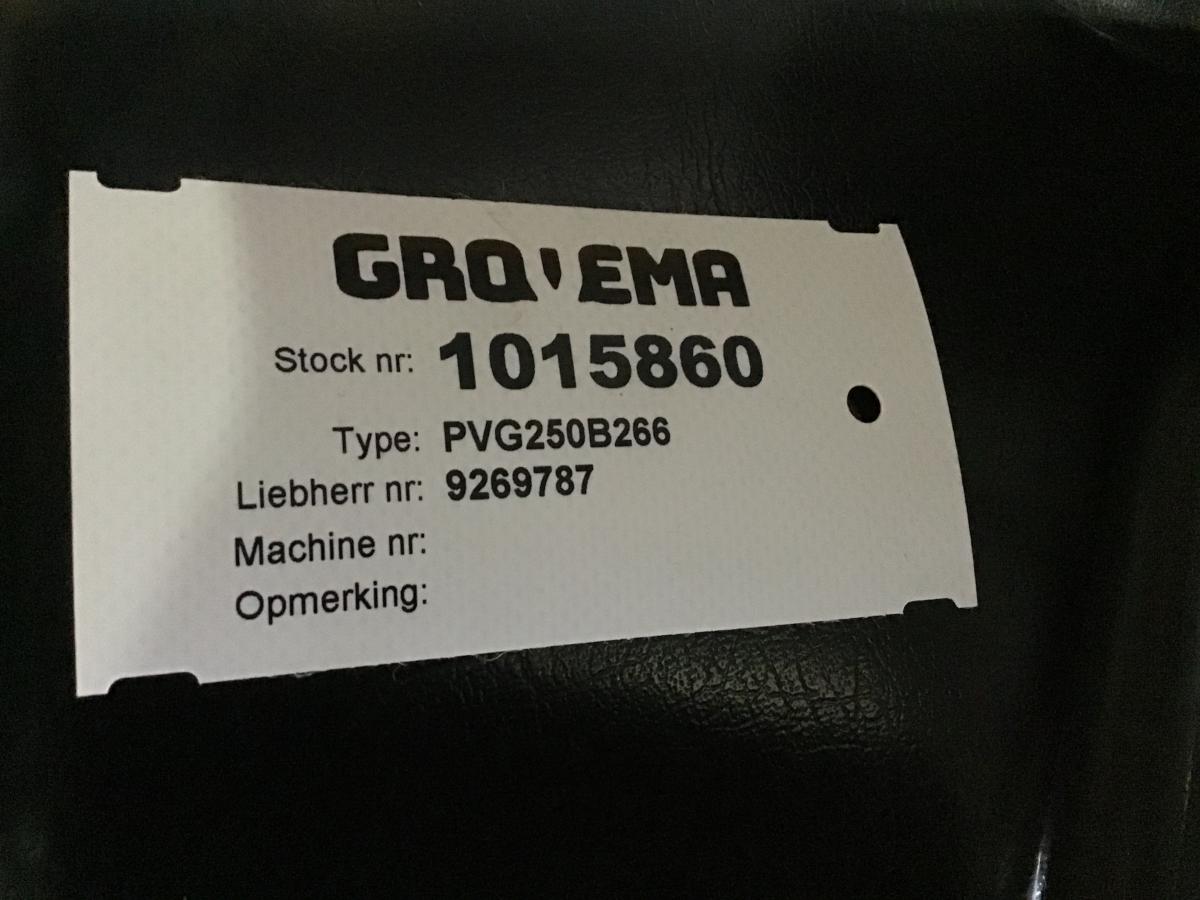 GRO'EMA
Stock nr: 1015860
Type: PVG250B266
Liebherr nr: 9269787
Machine nr:
Opmerking: